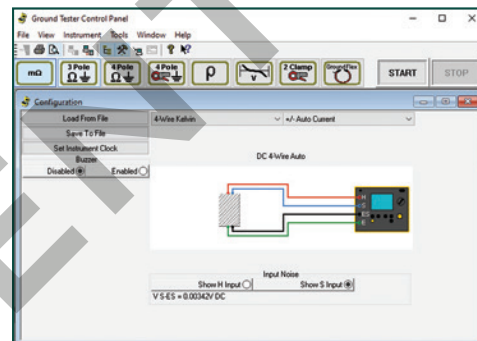 Ground Tester Control Panel
File View Instrument Tools Window Help
mΩ 3 Pole Ω 4 Pole Ω 4 Pole ρ V 2 Clamp GroundFlex START STOP
Configuration
Load From File 4-Wire Kelvin +/- Auto Current
Save To File
Set Instrument Clock
Buzzer
Disabled Enabled
DC 4-Wire Auto
H
S
ES
E
Input Noise
Show H Input Show S Input
V S-ES = 0.00342V DC